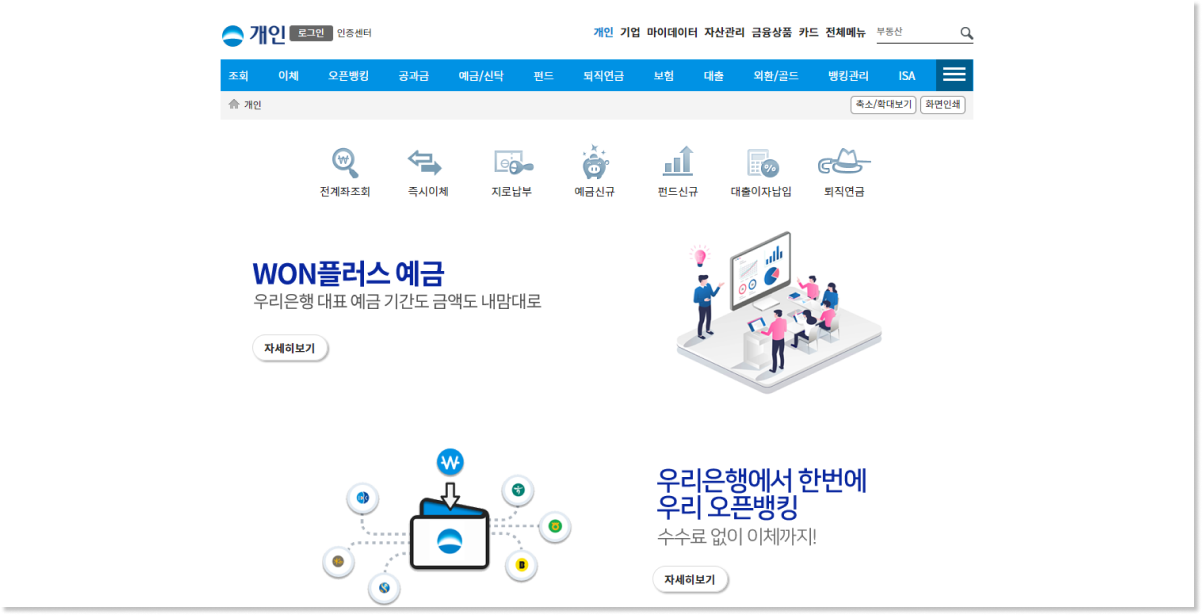 개인 로그인 인증센터
개인 기업 마이데이터 자산관리 금융상품 카드 전체메뉴 부동산
조회 이체 오픈뱅킹 공과금 예금/신탁 펀드 퇴직연금 보험 대출 외환/골드 뱅킹관리 ISA
개인 축소/확대보기 화면인쇄
전계좌조회 즉시이체 지로납부 예금신규 펀드신규 대출이자납입 퇴직연금
WON플러스 예금
우리은행 대표 예금 기간도 금액도 내맘대로
자세히보기
우리은행에서 한번에
우리 오픈뱅킹
수수료 없이 이체까지!
자세히보기